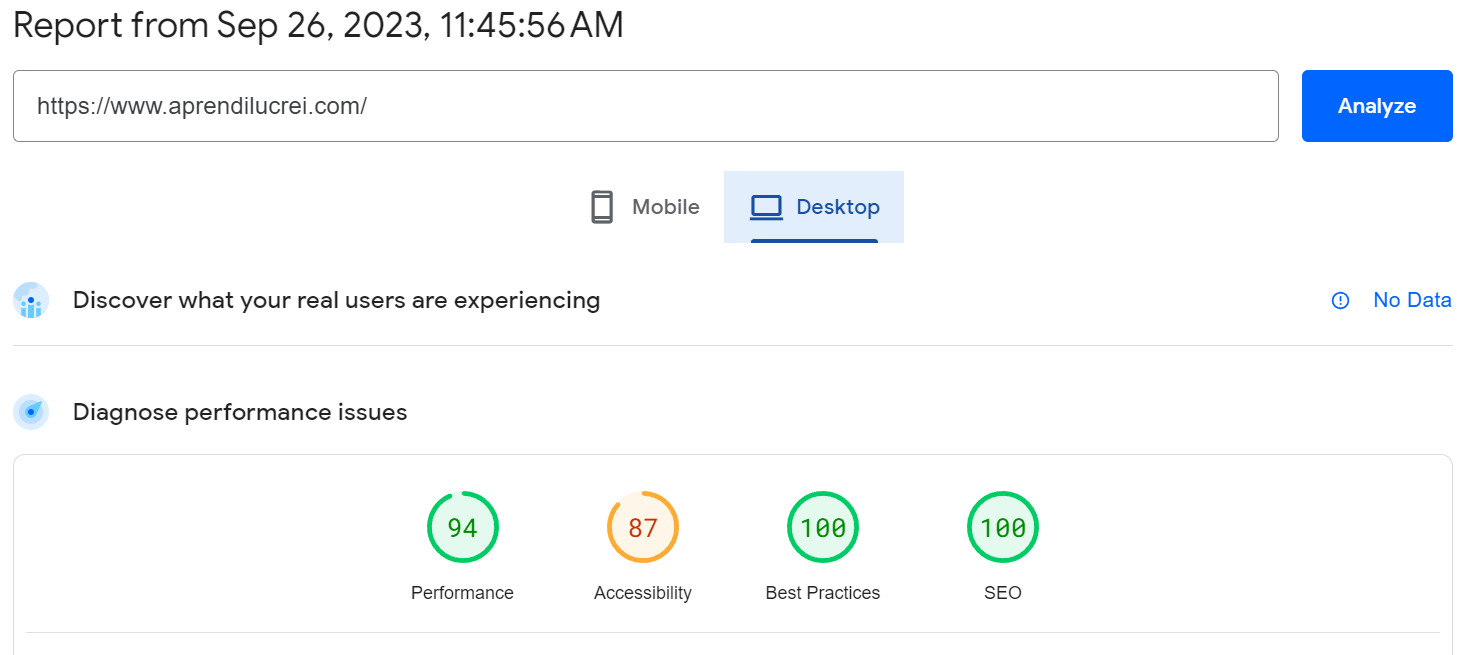 Report from Sep 26, 2023, 11:45:56 AM
https://www.aprendilucrei.com/
Analyze
Mobile
Desktop
Discover what your real users are experiencing
No Data
Diagnose performance issues
94
87
100
100
Performance
Accessibility
Best Practices
SEO